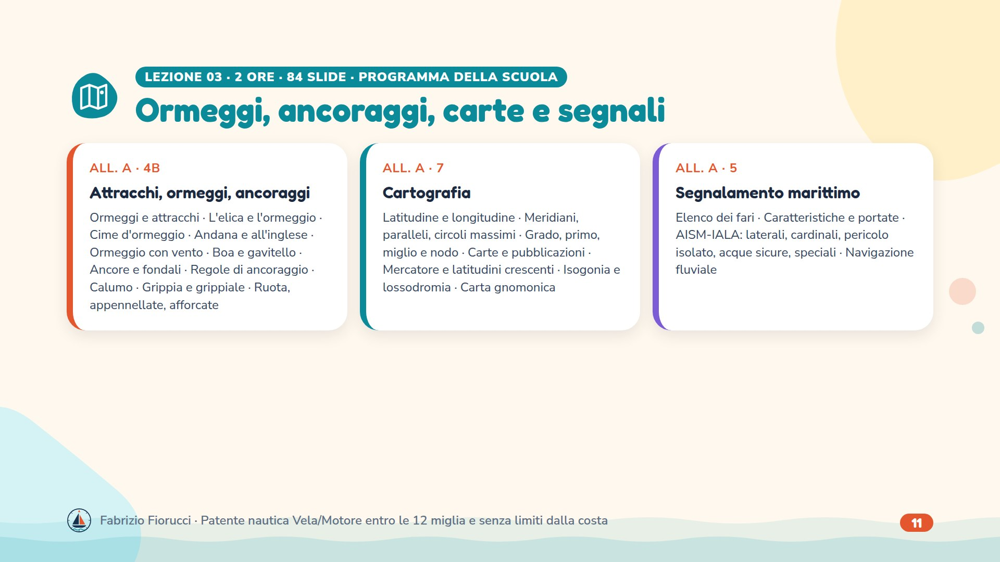 LEZIONE 03 · 2 ORE · 84 SLIDE · PROGRAMMA DELLA SCUOLA
Ormeggi, ancoraggi, carte e segnali
ALL. A · 4B
Attracchi, ormeggi, ancoraggi
Ormeggi e attracchi · L'elica e l'ormeggio ·
Cime d'ormeggio · Andana e all'inglese ·
Ormeggio con vento · Boa e gavitello ·
Ancore e fondali · Regole di ancoraggio ·
Calumo · Grippia e grippiale · Ruota,
appennellate, afforcate
ALL. A · 7
Cartografia
Latitudine e longitudine · Meridiani,
paralleli, circoli massimi · Grado, primo,
miglio e nodo · Carte e pubblicazioni ·
Mercatore e latitudini crescenti · Isogonia e
lossodromia · Carta gnomonica
ALL. A · 5
Segnalamento marittimo
Elenco dei fari · Caratteristiche e portate ·
AISM-IALA: laterali, cardinali, pericolo
isolato, acque sicure, speciali · Navigazione
fluviale
Fabrizio Fiorucci · Patente nautica Vela/Motore entro le 12 miglia e senza limiti dalla costa
11